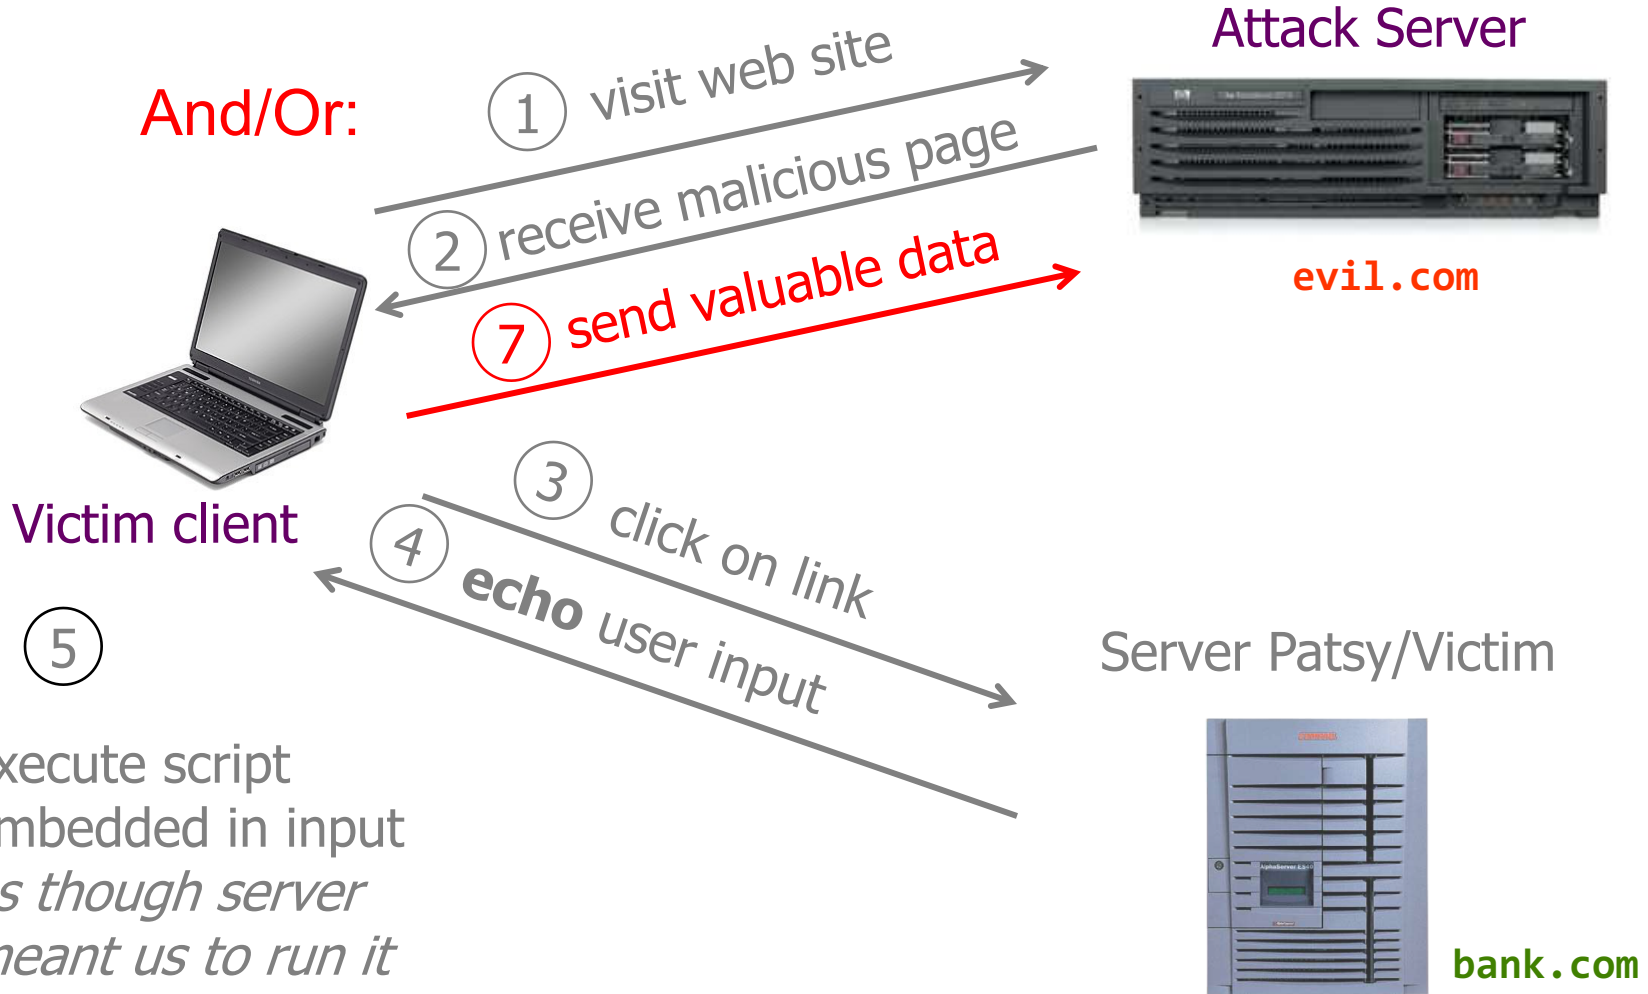 Attack Server
And/Or:
1 visit web site
2 receive malicious page
7 send valuable data
evil.com
Victim client
3 click on link
4 echo user input
5
Server Patsy/Victim
xecute script
mbedded in input
s though server
neant us to run it
AlphaServer
bank.com